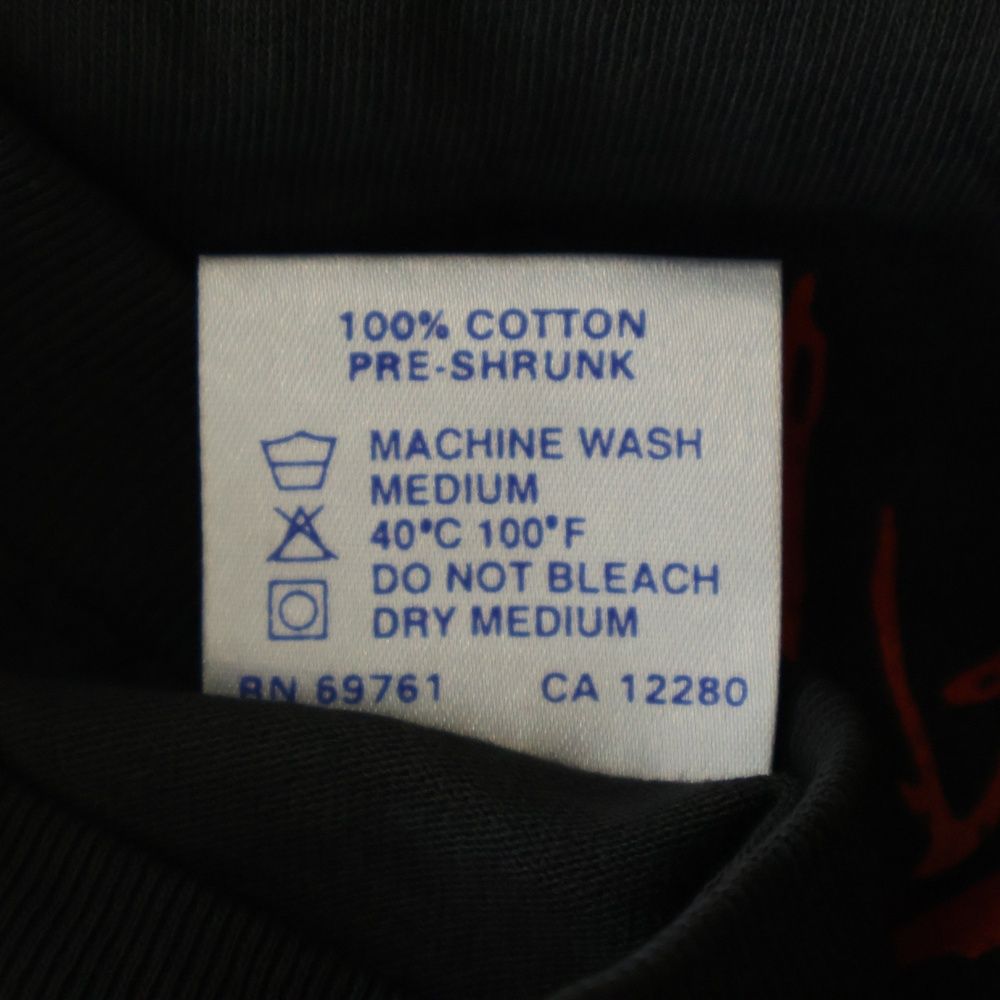 100% COTTON
PRE-SHRUNK
MACHINE WASH
MEDIUM
40°C 100°F
DO NOT BLEACH
DRY MEDIUM
RN 69761 CA 12280